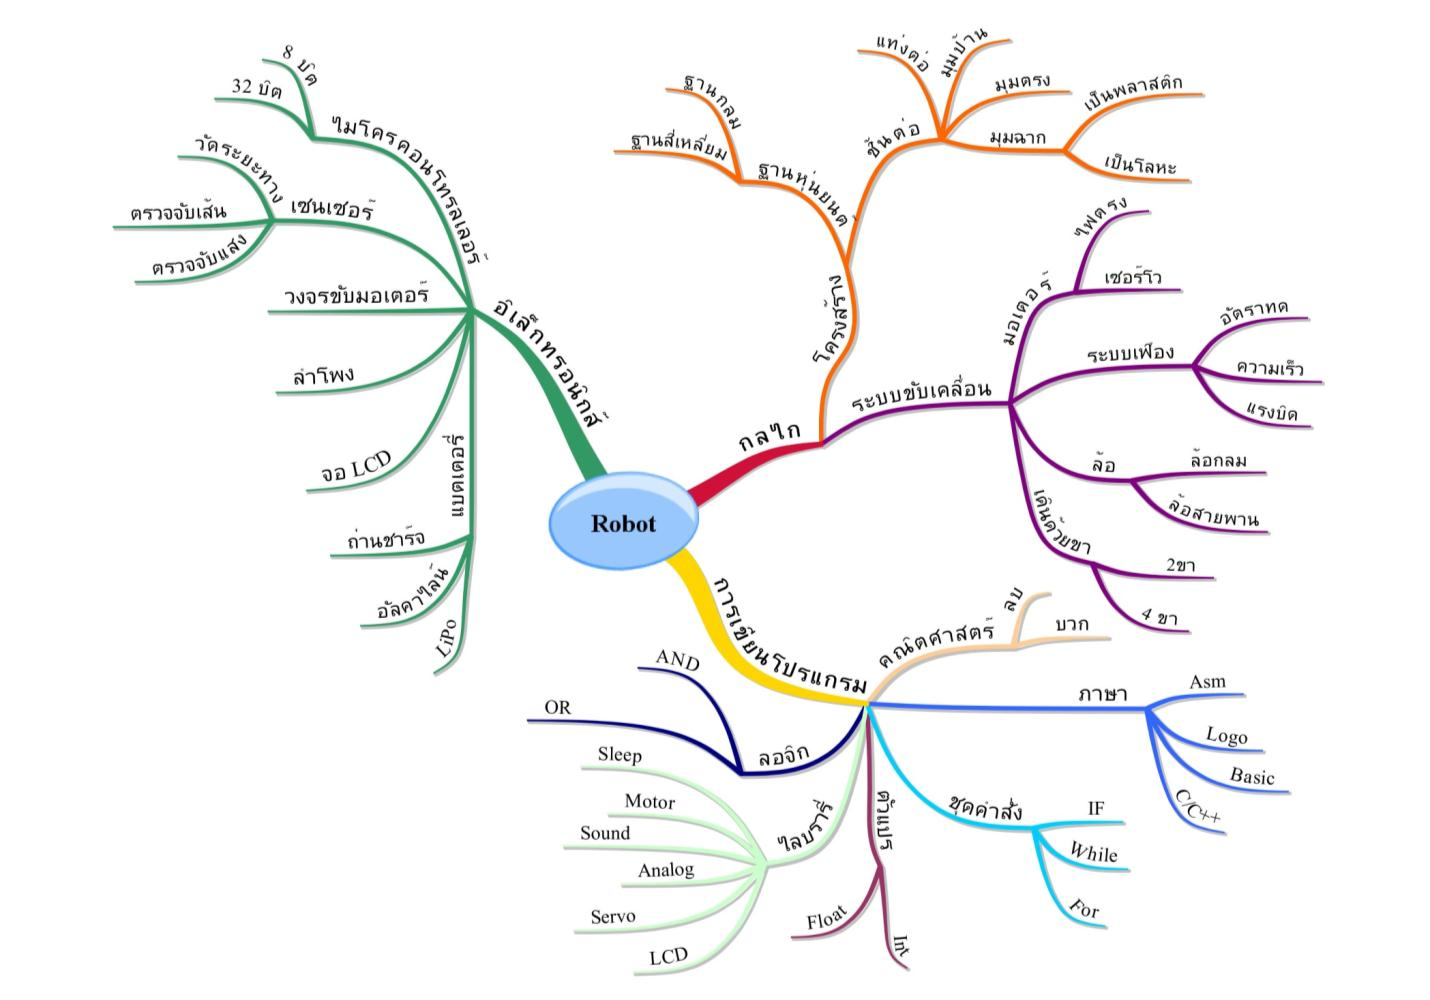 Robot
อิเล็กทรอนิกส์
ไมโครคอนโทรลเลอร์
8 บิต
32 บิต
เซนเซอร์
วัดระยะทาง
ตรวจจับเส้น
ตรวจจับแสง
วงจรขับมอเตอร์
ลำโพง
จอ LCD
แบตเตอรี่
ถ่านชาร์จ
อัลคาไลน์
LiPo
กลไก
โครงสร้าง
ฐานหุ่นยนต์
ฐานกลม
ฐานสี่เหลี่ยม
ชิ้นต่อ
แท่งต่อ
มุมป้าน
มุมตรง
มุมฉาก
เป็นพลาสติก
เป็นโลหะ
ระบบขับเคลื่อน
มอเตอร์
ไฟตรง
เซอร์โว
ระบบเฟือง
อัตราทด
ความเร็ว
แรงบิด
ล้อ
ล้อกลม
ล้อสายพาน
เดินด้วยขา
2ขา
4 ขา
การเขียนโปรแกรม
คณิตศาสตร์
ลบ
บวก
ภาษา
Asm
Logo
Basic
C/C++
ชุดคำสั่ง
IF
While
For
ตัวแปร
Float
Int
ไลบรารี่
Sleep
Motor
Sound
Analog
Servo
LCD
ลอจิก
AND
OR